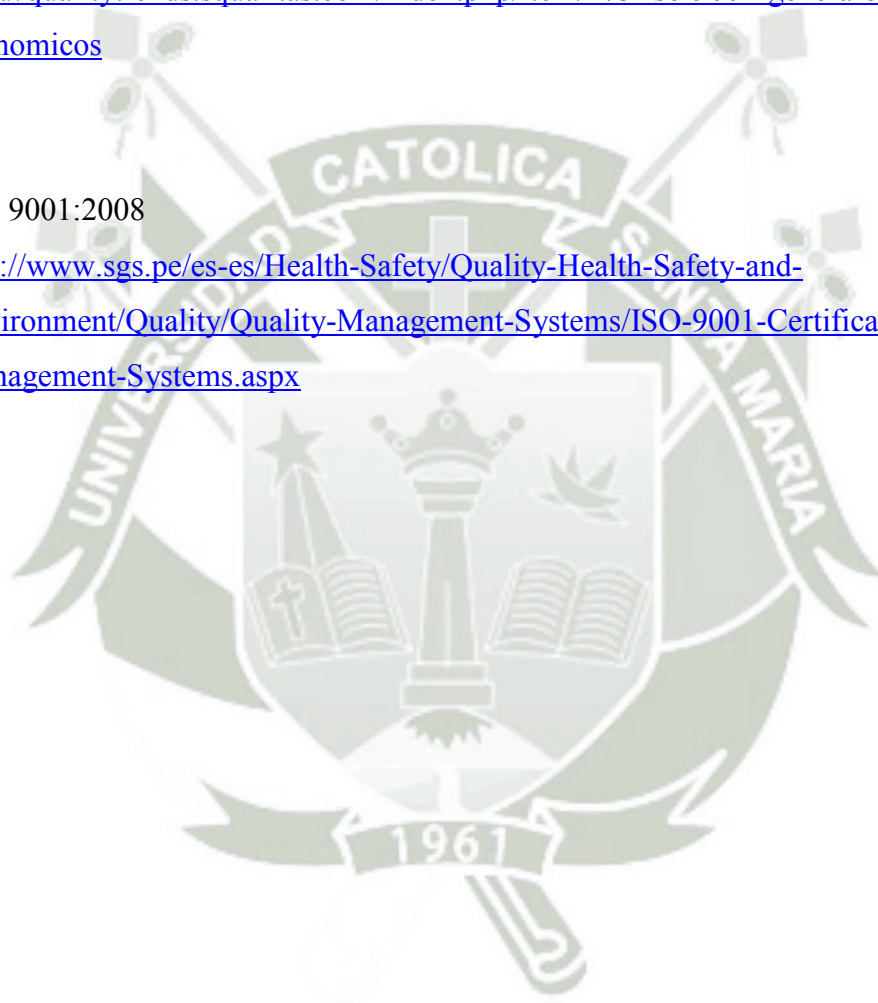 nomicos
9001:2008
://www.sgs.pe/es-es/Health-Safety/Quality-Health-Safety-and-
vironment/Quality/Quality-Management-Systems/ISO-9001-Certifica
nagement-Systems.aspx
UNIVERSIDAD CATOLICA SANTA MARIA
1961